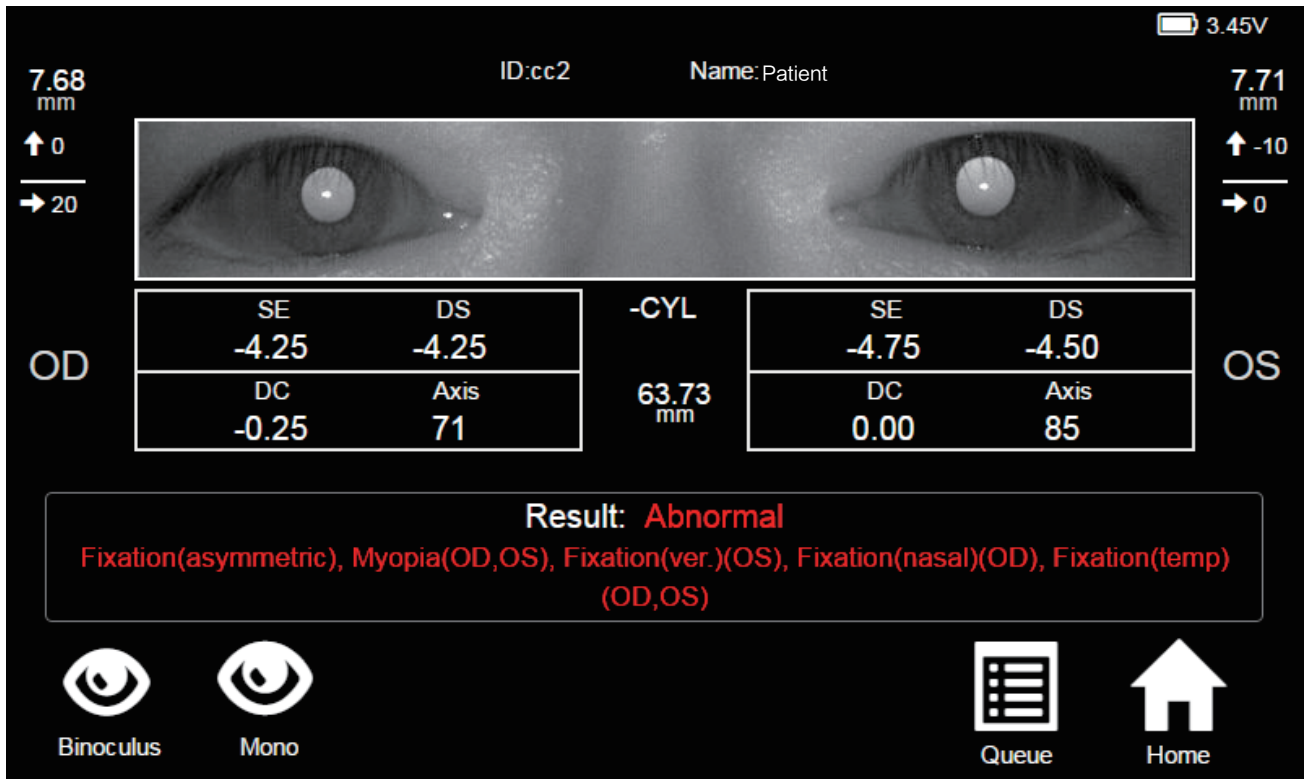 3.45V
ID:cc2 Name:Patient
7.68
mm
7.71
mm
↑ 0
→ 20
↑ -10
→ 0
OD
SE DS
-4.25 -4.25
DC Axis
-0.25 71
-CYL
63.73
mm
SE DS
-4.75 -4.50
DC Axis
0.00 85
OS
Result: Abnormal
Fixation(asymmetric), Myopia(OD,OS), Fixation(ver.)(OS), Fixation(nasal)(OD), Fixation(temp)
(OD,OS)
Binoculus
Mono
Queue
Home